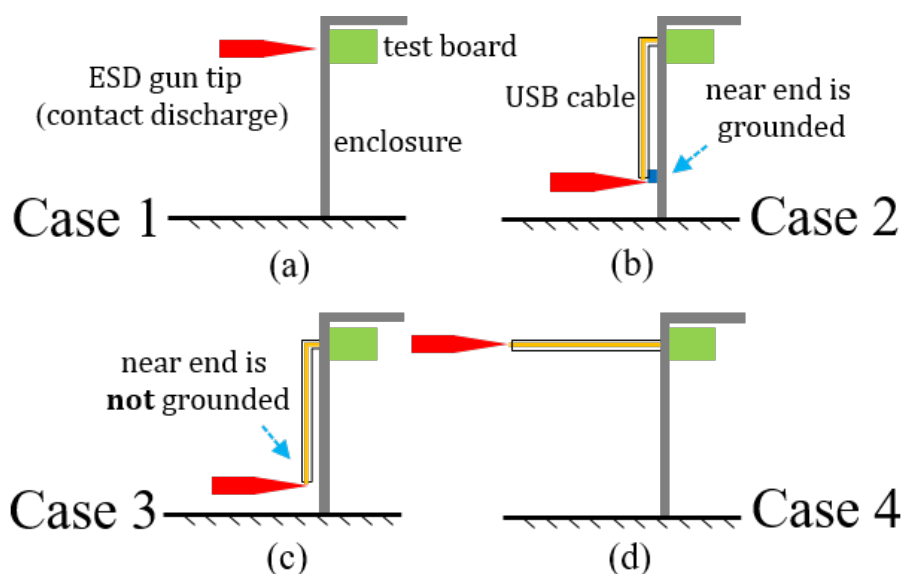 ESD gun tip
(contact discharge)
test board
enclosure
Case 1
(a)
USB cable
near end is
grounded
Case 2
(b)
near end is
not grounded
Case 3
(c)
Case 4
(d)